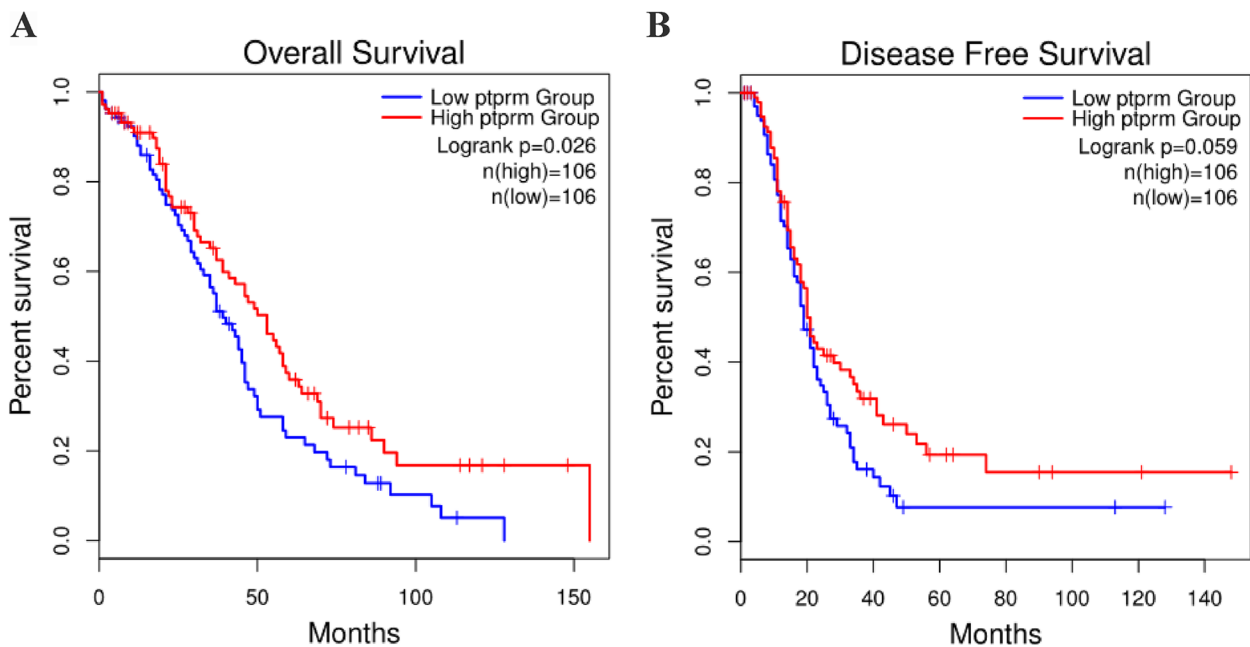 A
Overall Survival
Low ptprm Group
High ptprm Group
Logrank p=0.026
n(high)=106
n(low)=106
Percent survival
1.0
0.8
0.6
0.4
0.2
0.0
0 50 100 150
Months
B
Disease Free Survival
Low ptprm Group
High ptprm Group
Logrank p=0.059
n(high)=106
n(low)=106
Percent survival
1.0
0.8
0.6
0.4
0.2
0.0
0 20 40 60 80 100 120 140
Months